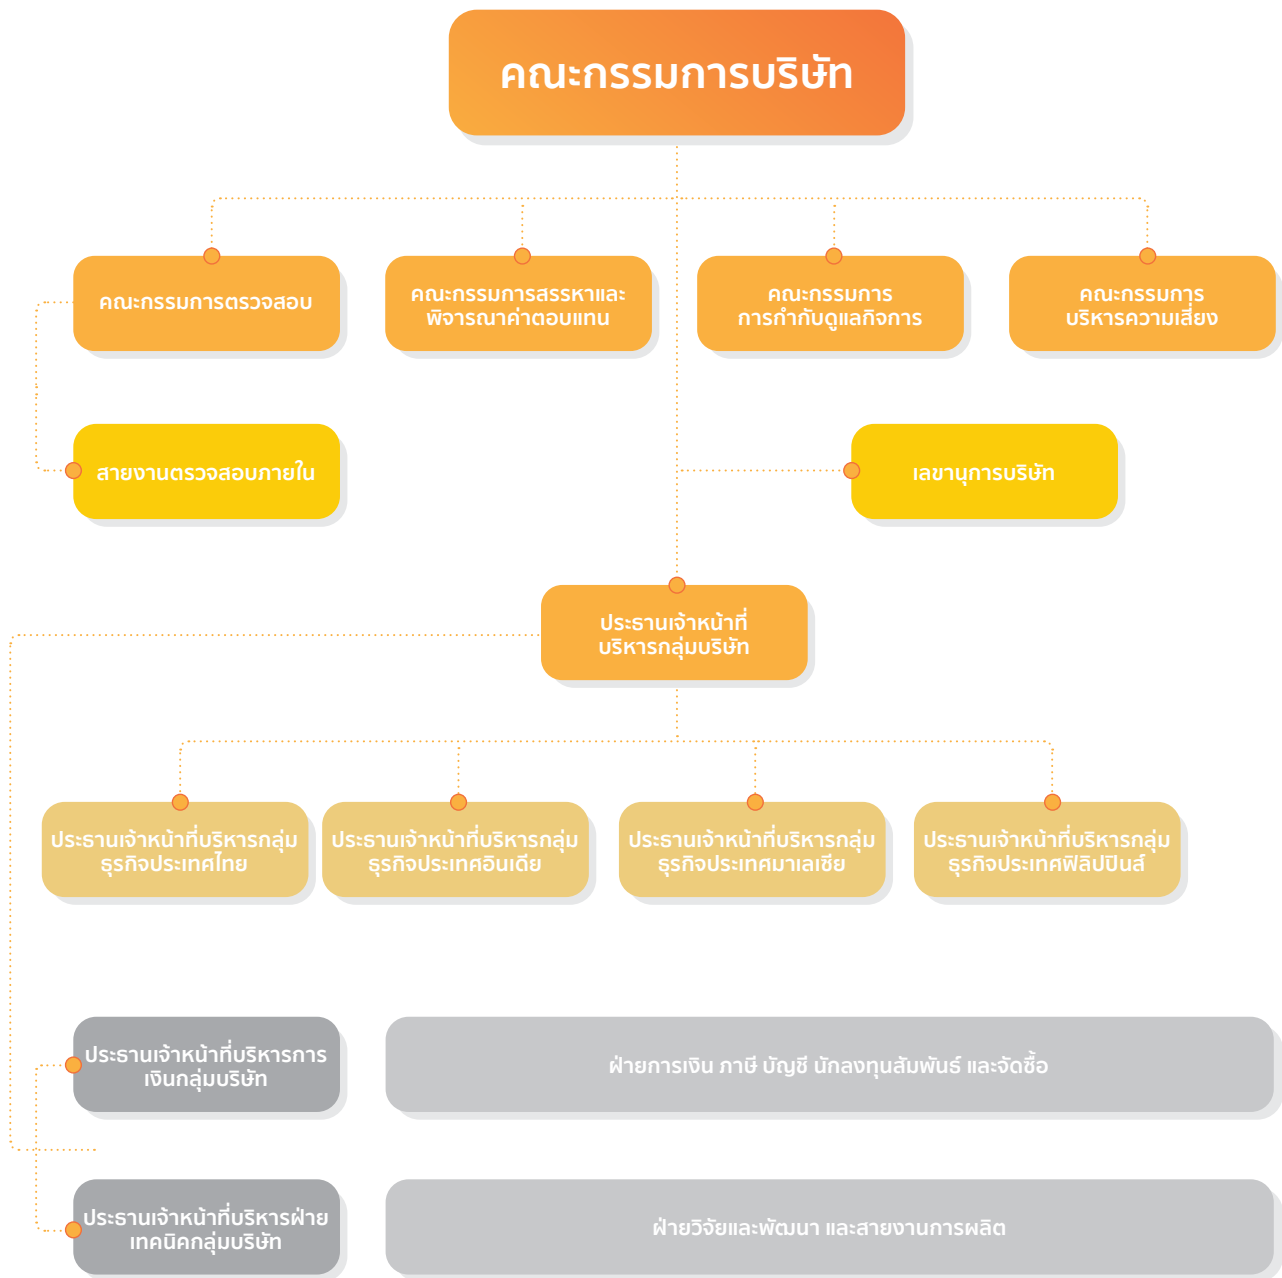 คณะกรรมการบริษัท
คณะกรรมการตรวจสอบ
คณะกรรมการสรรหาและ
พิจารณาค่าตอบแทน
คณะกรรมการ
การกำกับดูแลกิจการ
คณะกรรมการ
บริหารความเสี่ยง
สายงานตรวจสอบภายใน
เลขานุการบริษัท
ประธานเจ้าหน้าที่
บริหารกลุ่มบริษัท
ประธานเจ้าหน้าที่บริหารกลุ่ม
ธุรกิจประเทศไทย
ประธานเจ้าหน้าที่บริหารกลุ่ม
ธุรกิจประเทศอินเดีย
ประธานเจ้าหน้าที่บริหารกลุ่ม
ธุรกิจประเทศมาเลเซีย
ประธานเจ้าหน้าที่บริหารกลุ่ม
ธุรกิจประเทศฟิลิปปินส์
ประธานเจ้าหน้าที่บริหารการ
เงินกลุ่มบริษัท
ฝ่ายการเงิน ภาษี บัญชี นักลงทุนสัมพันธ์ และจัดซื้อ
ประธานเจ้าหน้าที่บริหารฝ่าย
เทคนิคกลุ่มบริษัท
ฝ่ายวิจัยและพัฒนา และสายงานการผลิต